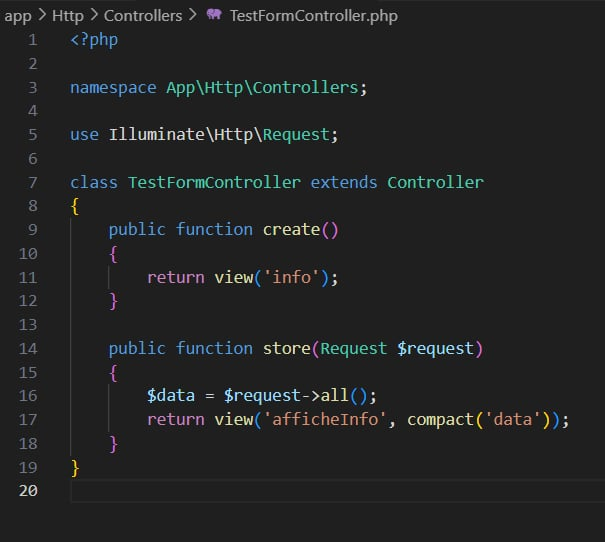 app > Http > Controllers > TestFormController.php
1 <?php
2
3 namespace App\Http\Controllers;
4
5 use Illuminate\Http\Request;
6
7 class TestFormController extends Controller
8 {
9     public function create()
10     {
11         return view('info');
12     }
13
14     public function store(Request $request)
15     {
16         $data = $request->all();
17         return view('afficheInfo', compact('data'));
18     }
19 }
20